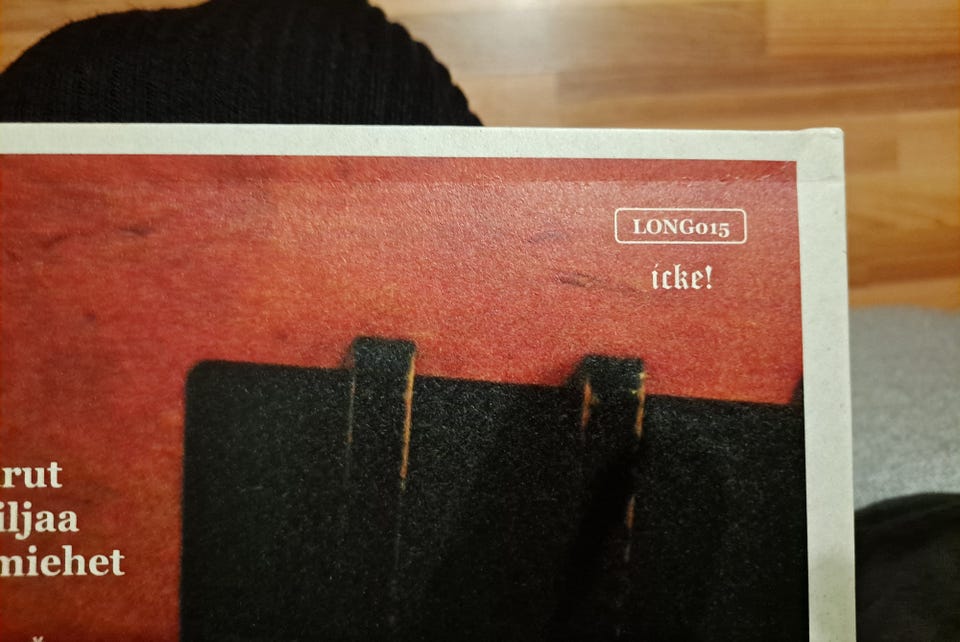 LONG015
icke!
rut
iljaa
miehet